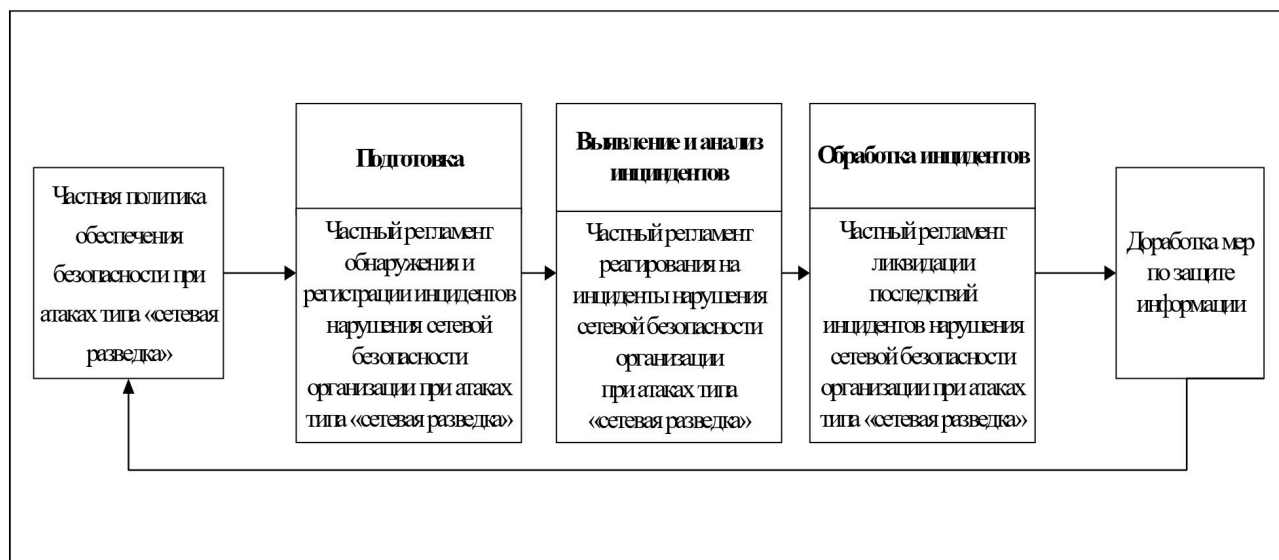 Частная политика
обеспечения
безопасности при
атаках типа «сетевая
разведка»
Подготовка
Частный регламент
обнаружения и
регистрации инцидентов
нарушения сетевой
безопасности
организации при атаках
типа «сетевая разведка»
Выявление и анализ
инциндентов
Частный регламент
реагирования на
инциденты нарушения
сетевой безопасности
организации
при атаках типа
«сетевая разведка»
Обработка инцидентов
Частный регламент
ликвидации
последствий
инцидентов нарушения
сетевой безопасности
организации при атаках
типа «сетевая разведка»
Доработка мер
по защите
информации